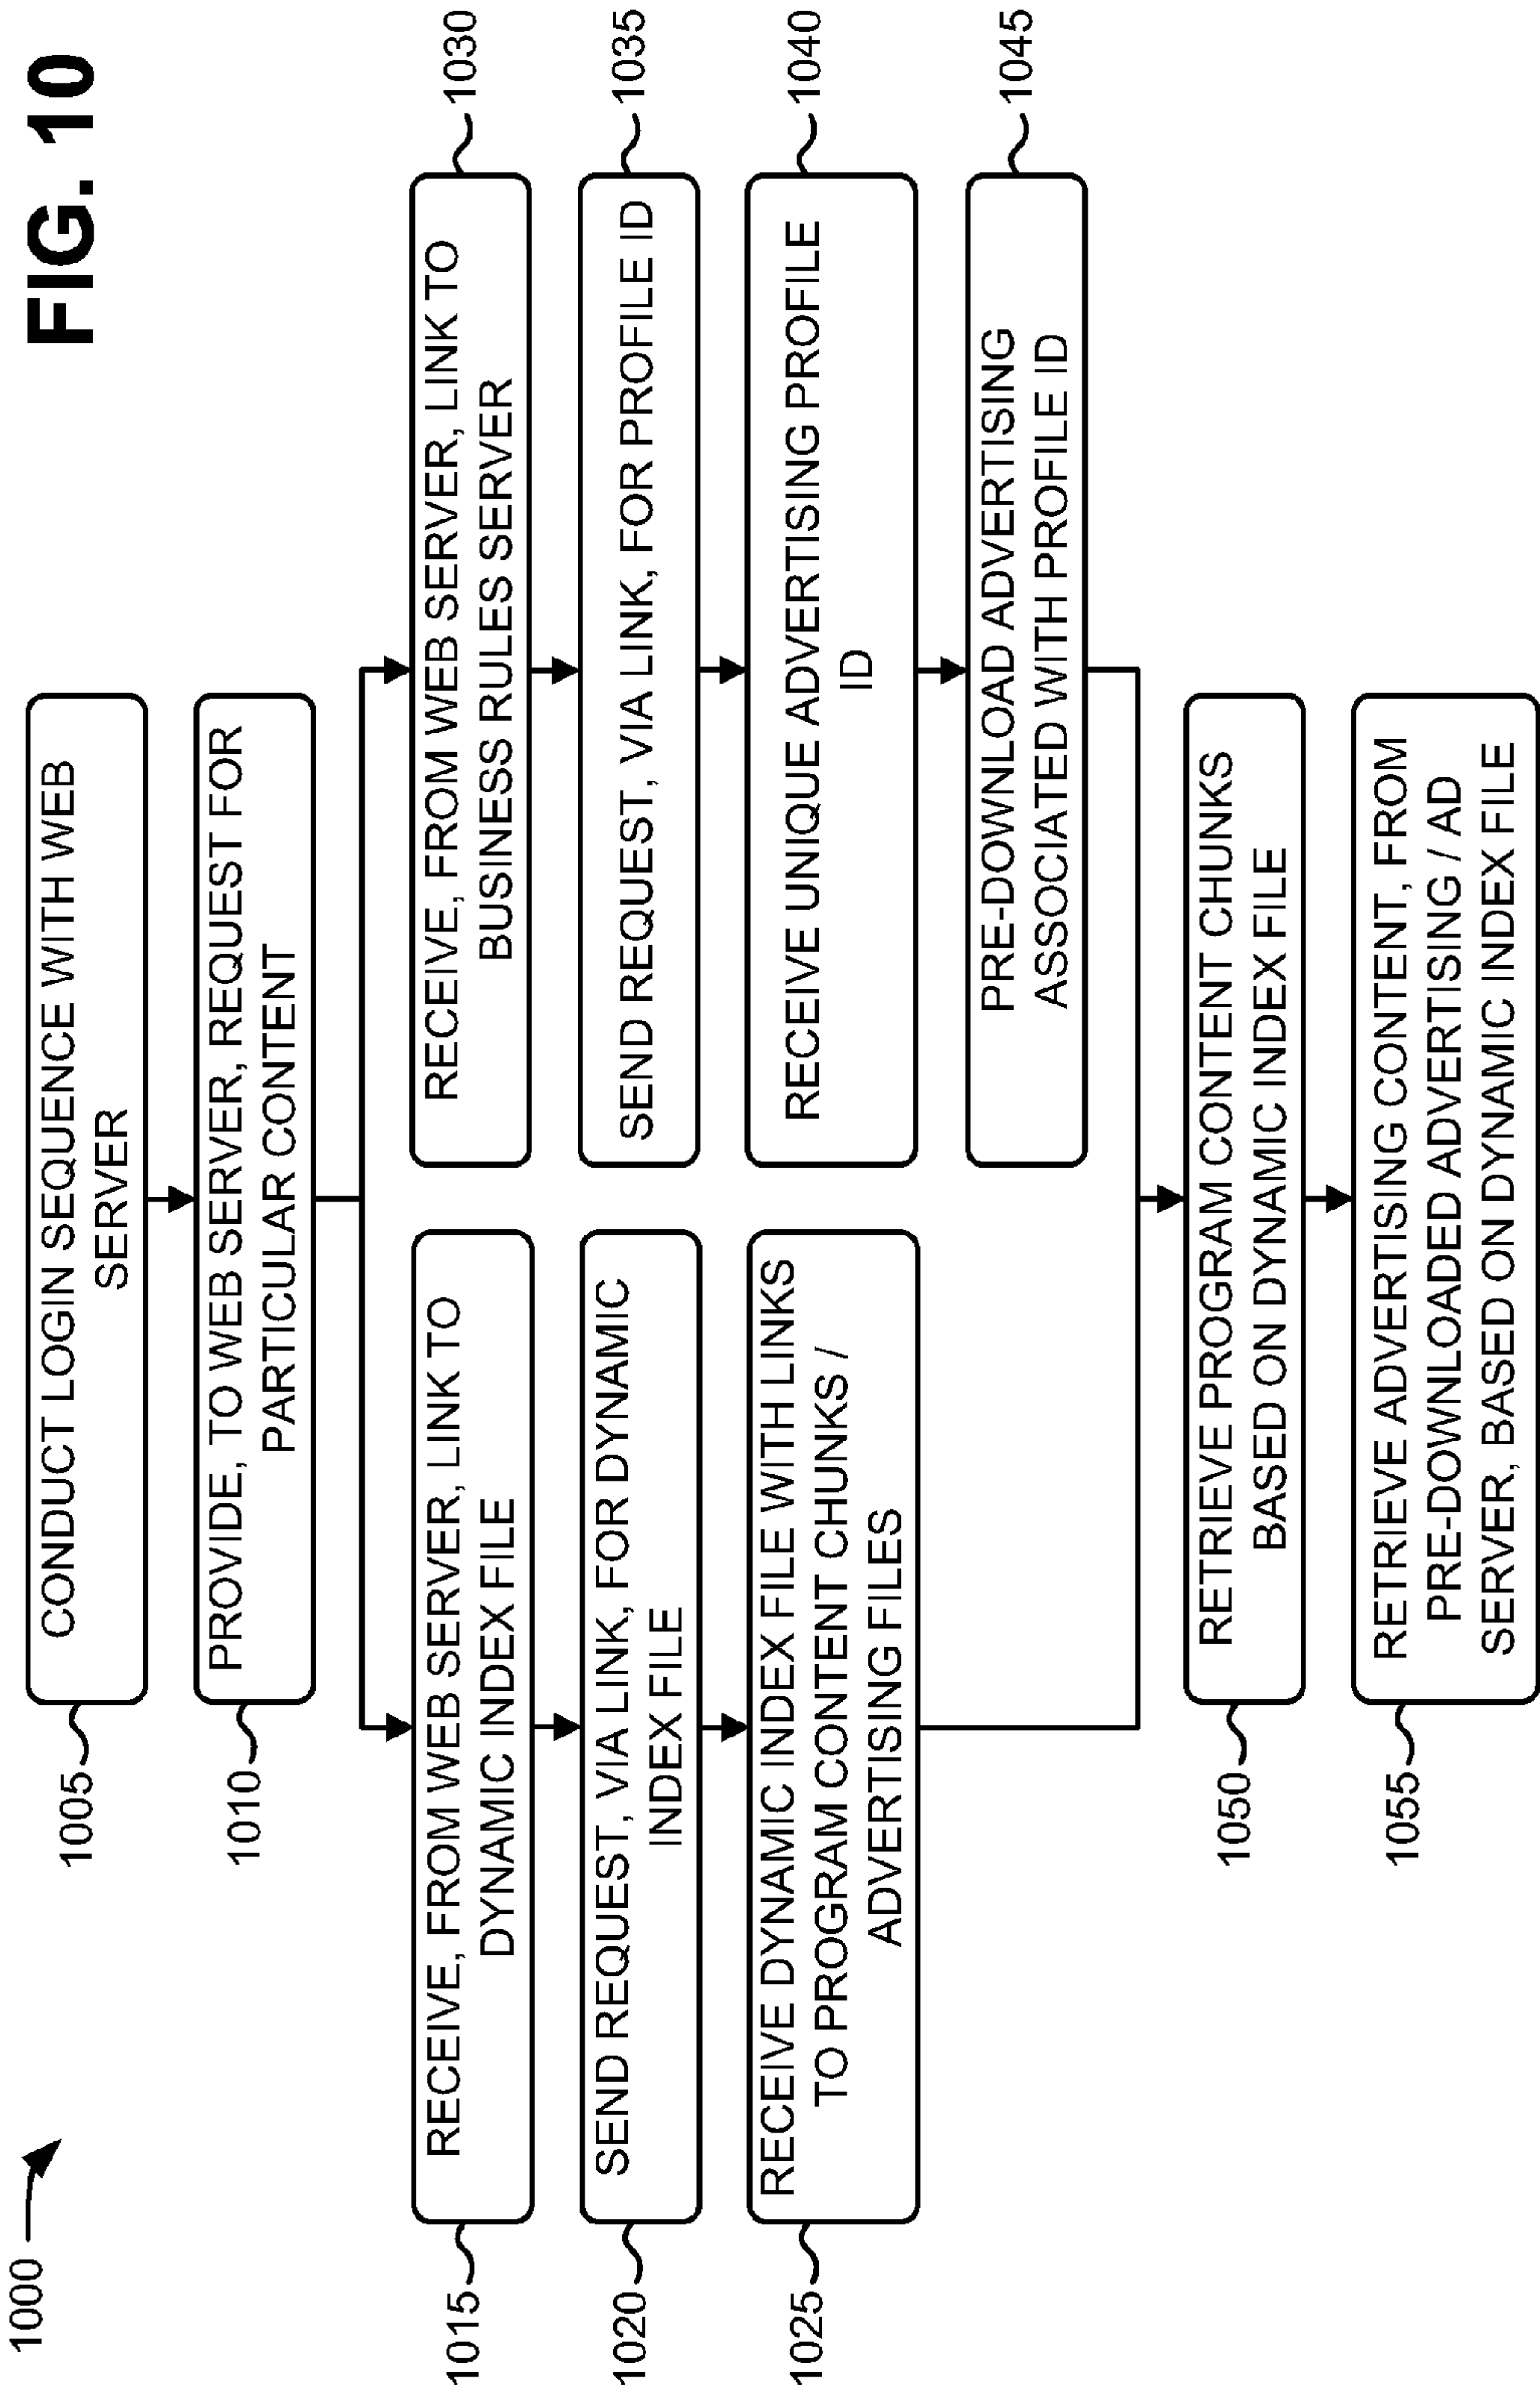 FIG. 10
1000
1005
CONDUCT LOGIN SEQUENCE WITH WEB
SERVER
1010
PROVIDE, TO WEB SERVER, REQUEST FOR
PARTICULAR CONTENT
1015
RECEIVE, FROM WEB SERVER, LINK TO
DYNAMIC INDEX FILE
1020
SEND REQUEST, VIA LINK, FOR DYNAMIC
INDEX FILE
1025
RECEIVE DYNAMIC INDEX FILE WITH LINKS
TO PROGRAM CONTENT CHUNKS /
ADVERTISING FILES
RECEIVE, FROM WEB SERVER, LINK TO
BUSINESS RULES SERVER
1030
SEND REQUEST, VIA LINK, FOR PROFILE ID
1035
RECEIVE UNIQUE ADVERTISING PROFILE
ID
1040
PRE-DOWNLOAD ADVERTISING
ASSOCIATED WITH PROFILE ID
1045
1050
RETRIEVE PROGRAM CONTENT CHUNKS
BASED ON DYNAMIC INDEX FILE
1055
RETRIEVE ADVERTISING CONTENT, FROM
PRE-DOWNLOADED ADVERTISING / AD
SERVER, BASED ON DYNAMIC INDEX FILE